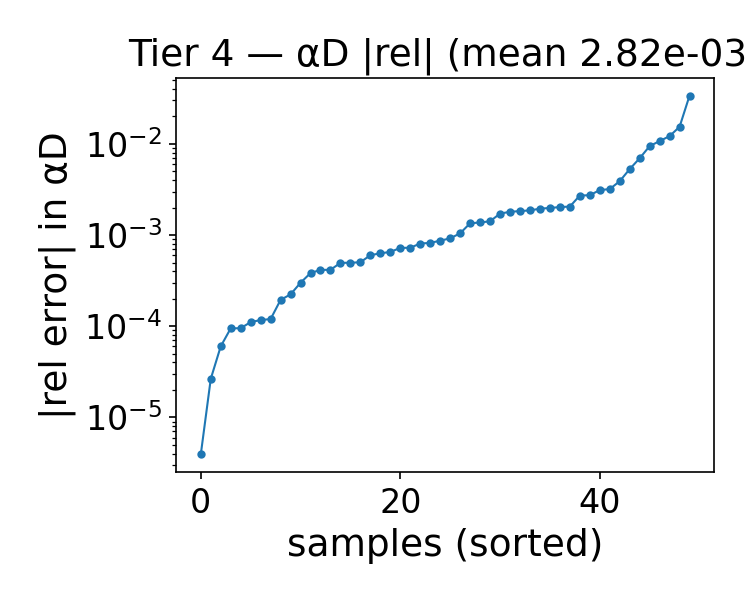 Tier 4 — αD |rel| (mean 2.82e-03
|rel error| in αD
10⁻²
10⁻³
10⁻⁴
10⁻⁵
0 20 40
samples (sorted)